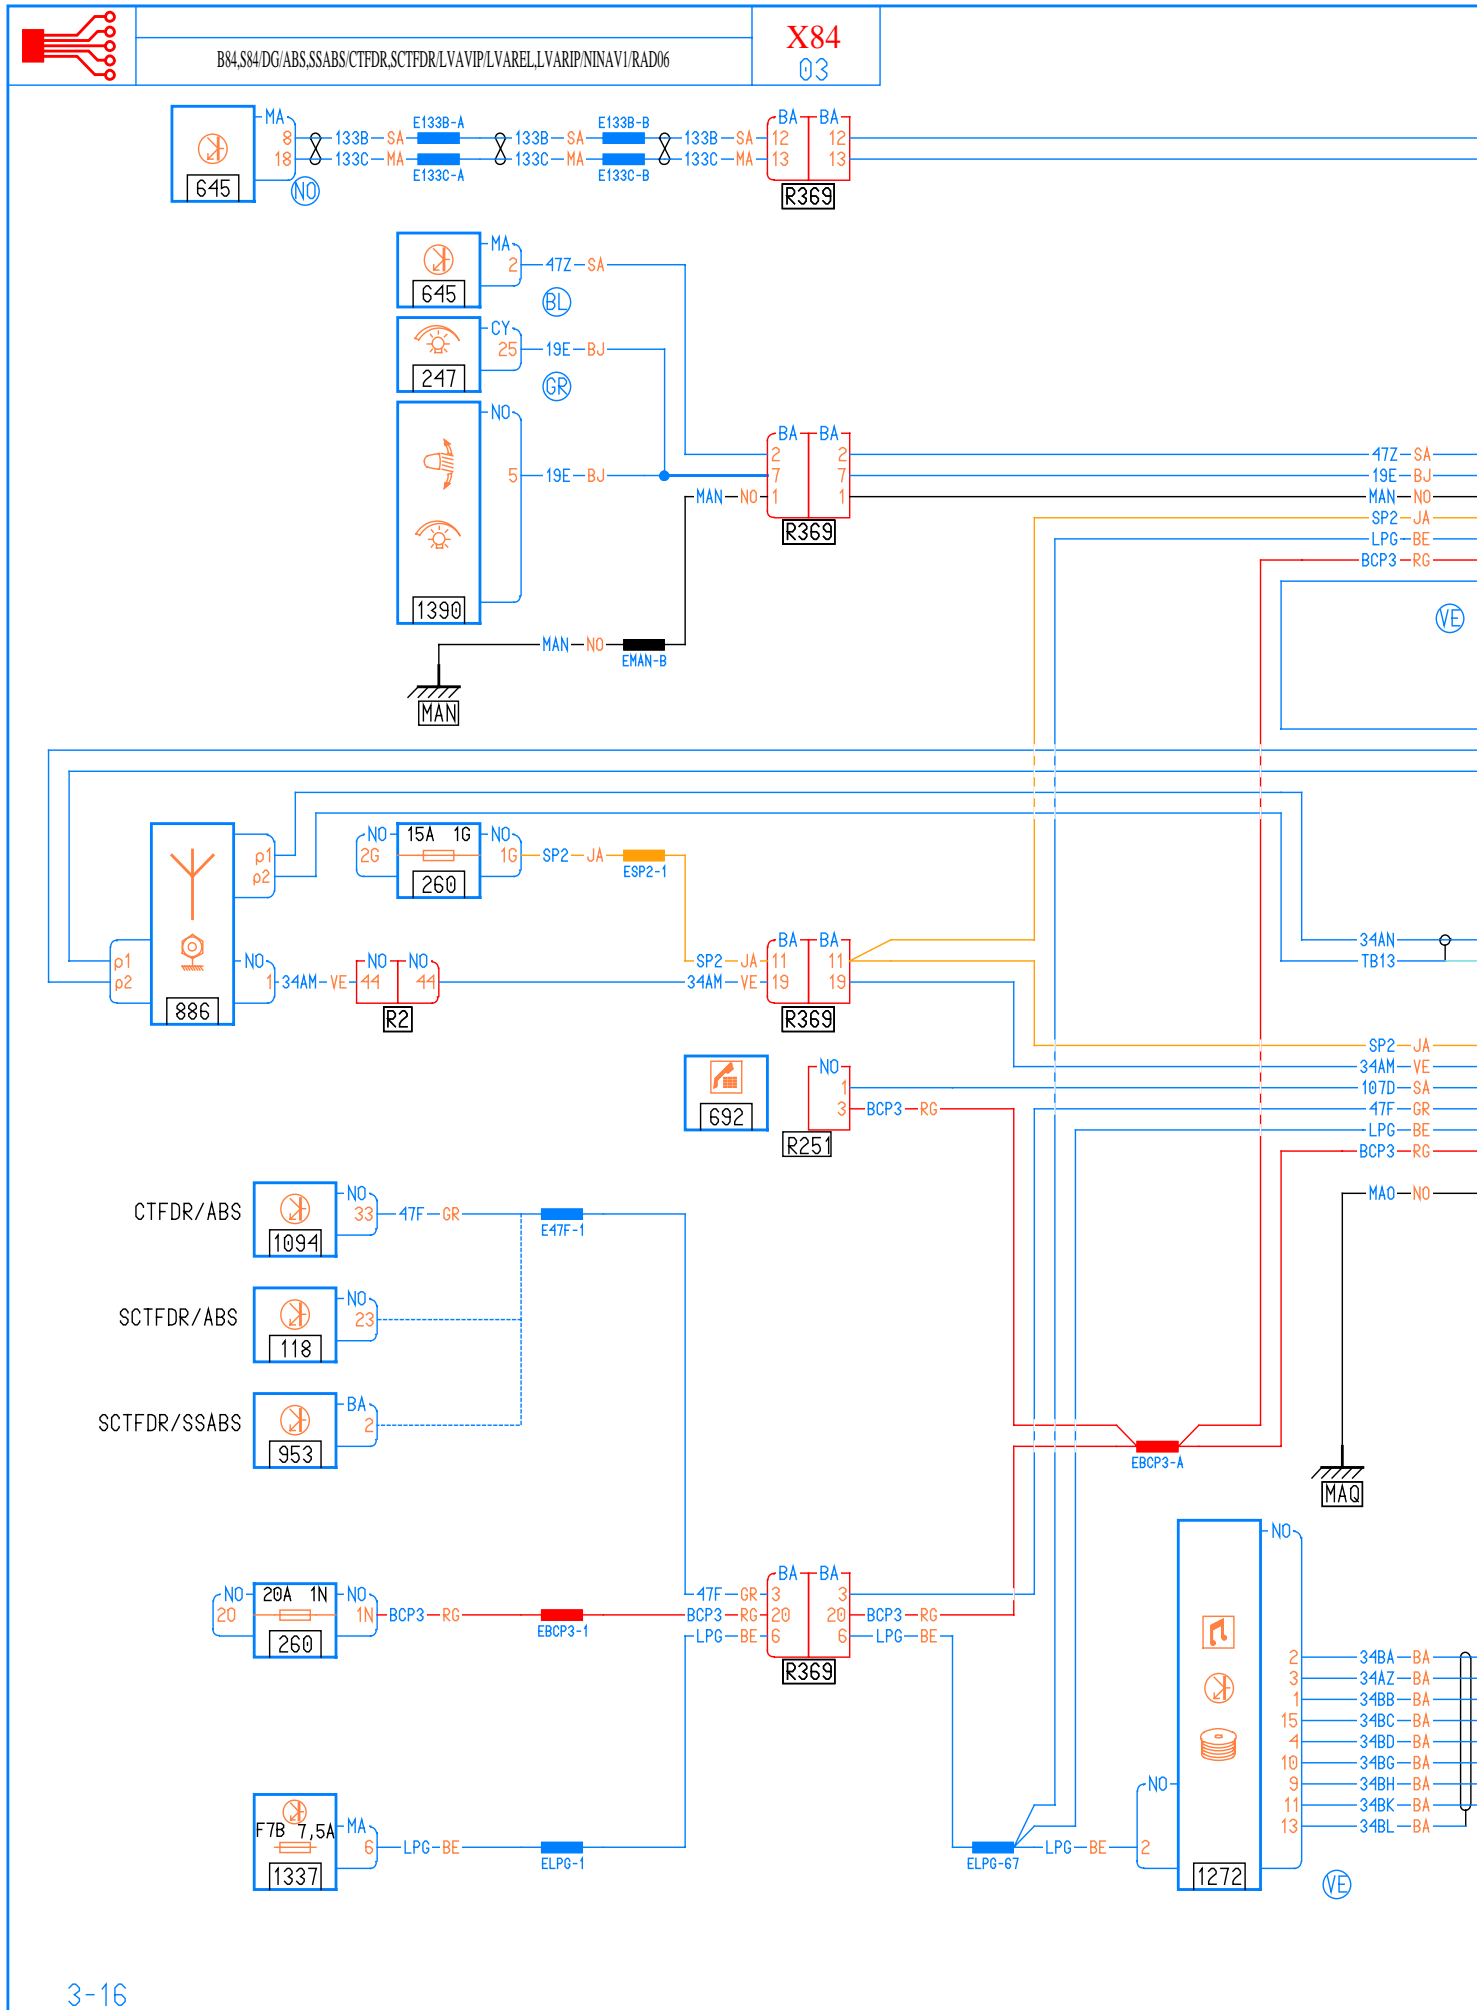 B84,S84/DG/ABS,SSABS/CTFDR,SCTFDR/LVAVIP/LVAREL,LVARIP/NINAV1/RAD06
X84
03
MA
8 133B SA E133B-A 133B SA E133B-B 133B SA
18 133C MA E133C-A 133C MA E133C-B 133C MA
645
NO
BA BA
12 12
13 13
R369
MA
2 47Z SA
645
BL
CY
25 19E BJ
247
GR
NO
5 19E BJ
1390
BA BA
2 2
7 7
MAN NO 1 1
R369
47Z SA
19E BJ
MAN NO
SP2 JA
LPG BE
BCP3 RG
VE
MAN NO EMAN-B
MAN
p1
p2
p1
p2
NO
1 34AM VE
886
NO 15A 1G NO
2G 1G SP2 JA ESP2-1
260
NO NO
44 44
R2
BA BA
SP2 JA 11 11
34AM VE 19 19
R369
34AN
TB13
692
NO
1
3 BCP3 RG
R251
SP2 JA
34AM VE
107D SA
47F GR
LPG BE
BCP3 RG
MAQ NO
MAQ
CTFDR/ABS
NO
33 47F GR E47F-1
1094
SCTFDR/ABS
NO
23
118
SCTFDR/SSABS
BA
2
953
EBCP3-A
NO 20A 1N NO
20 1N BCP3 RG EBCP3-1
260
BA BA
47F GR 3 3
BCP3 RG 20 20 BCP3 RG
LPG BE 6 6 LPG BE
R369
F7B 7,5A
MA
6 LPG BE ELPG-1
1337
ELPG-67 LPG BE
NO
2
NO
2 34BA BA
3 34AZ BA
1 34BB BA
15 34BC BA
4 34BD BA
10 34BG BA
9 34BH BA
11 34BK BA
13 34BL BA
1272
VE
3-16